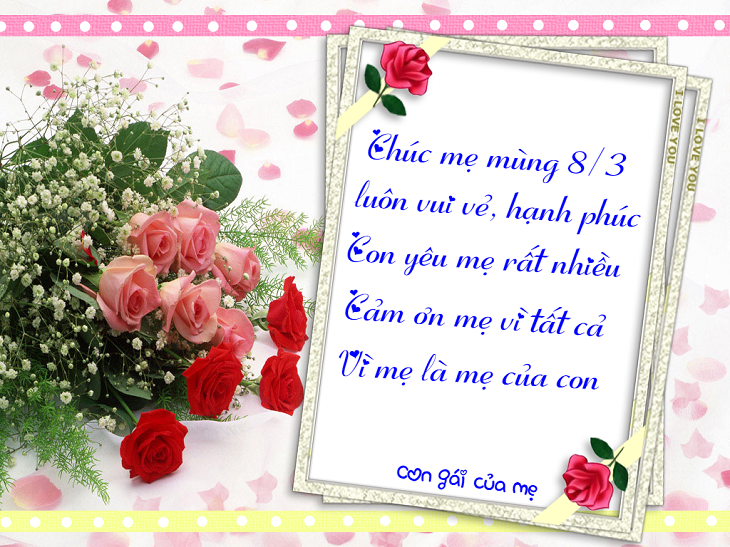 Chúc mẹ mùng 8/3
luôn vui vẻ, hạnh phúc
Con yêu mẹ rất nhiều
Cảm ơn mẹ vì tất cả
Vì mẹ là mẹ của con
Con gái của mẹ
I LOVE YOU
I LOVE YOU